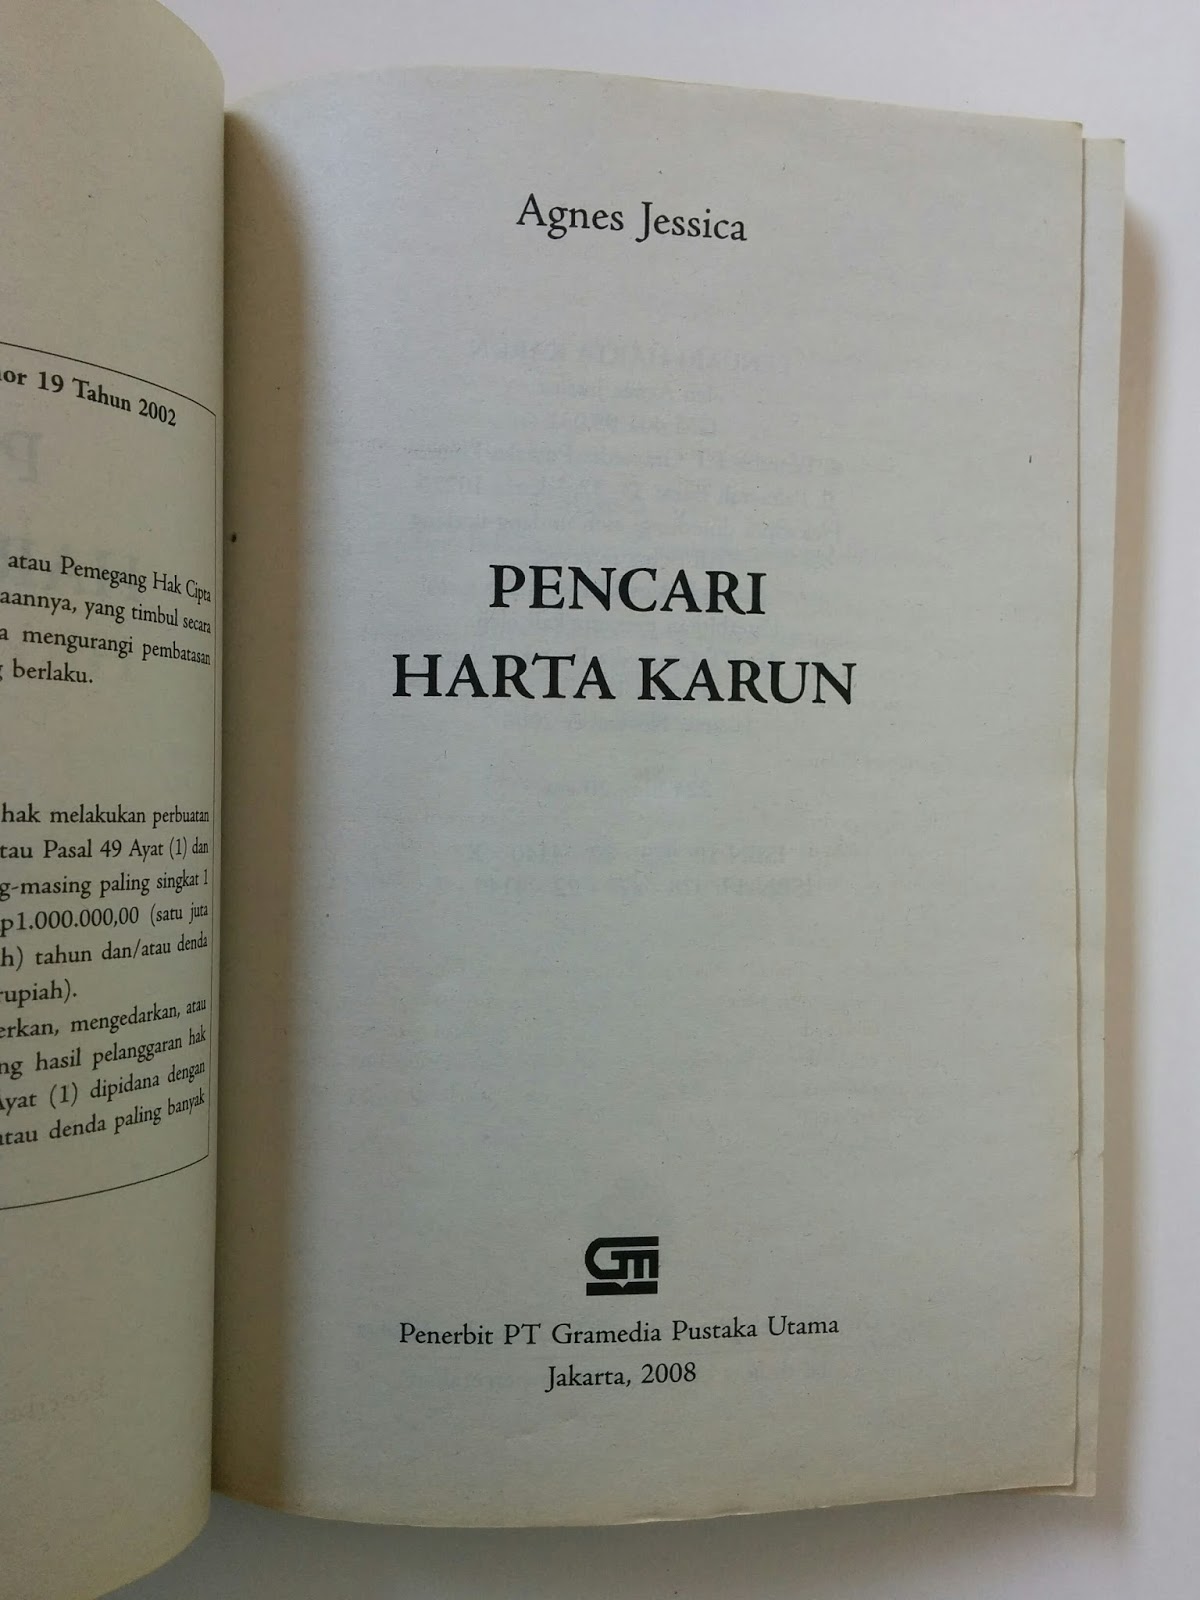 19 Tahun 2002
atau Pemegang Hak Cipta
aannya, yang timbul secara
a mengurangi pembatasan
berlaku.
hak melakukan perbuatan
tau Pasal 49 Ayat (1) dan
g-masing paling singkat 1
p1.000.000,00 (satu juta
h) tahun dan/atau denda
rupiah).
erkan, mengedarkan, atau
ng hasil pelanggaran hak
Ayat (1) dipidana dengan
atau denda paling banyak
Agnes Jessica
PENCARI
HARTA KARUN
GM
Penerbit PT Gramedia Pustaka Utama
Jakarta, 2008